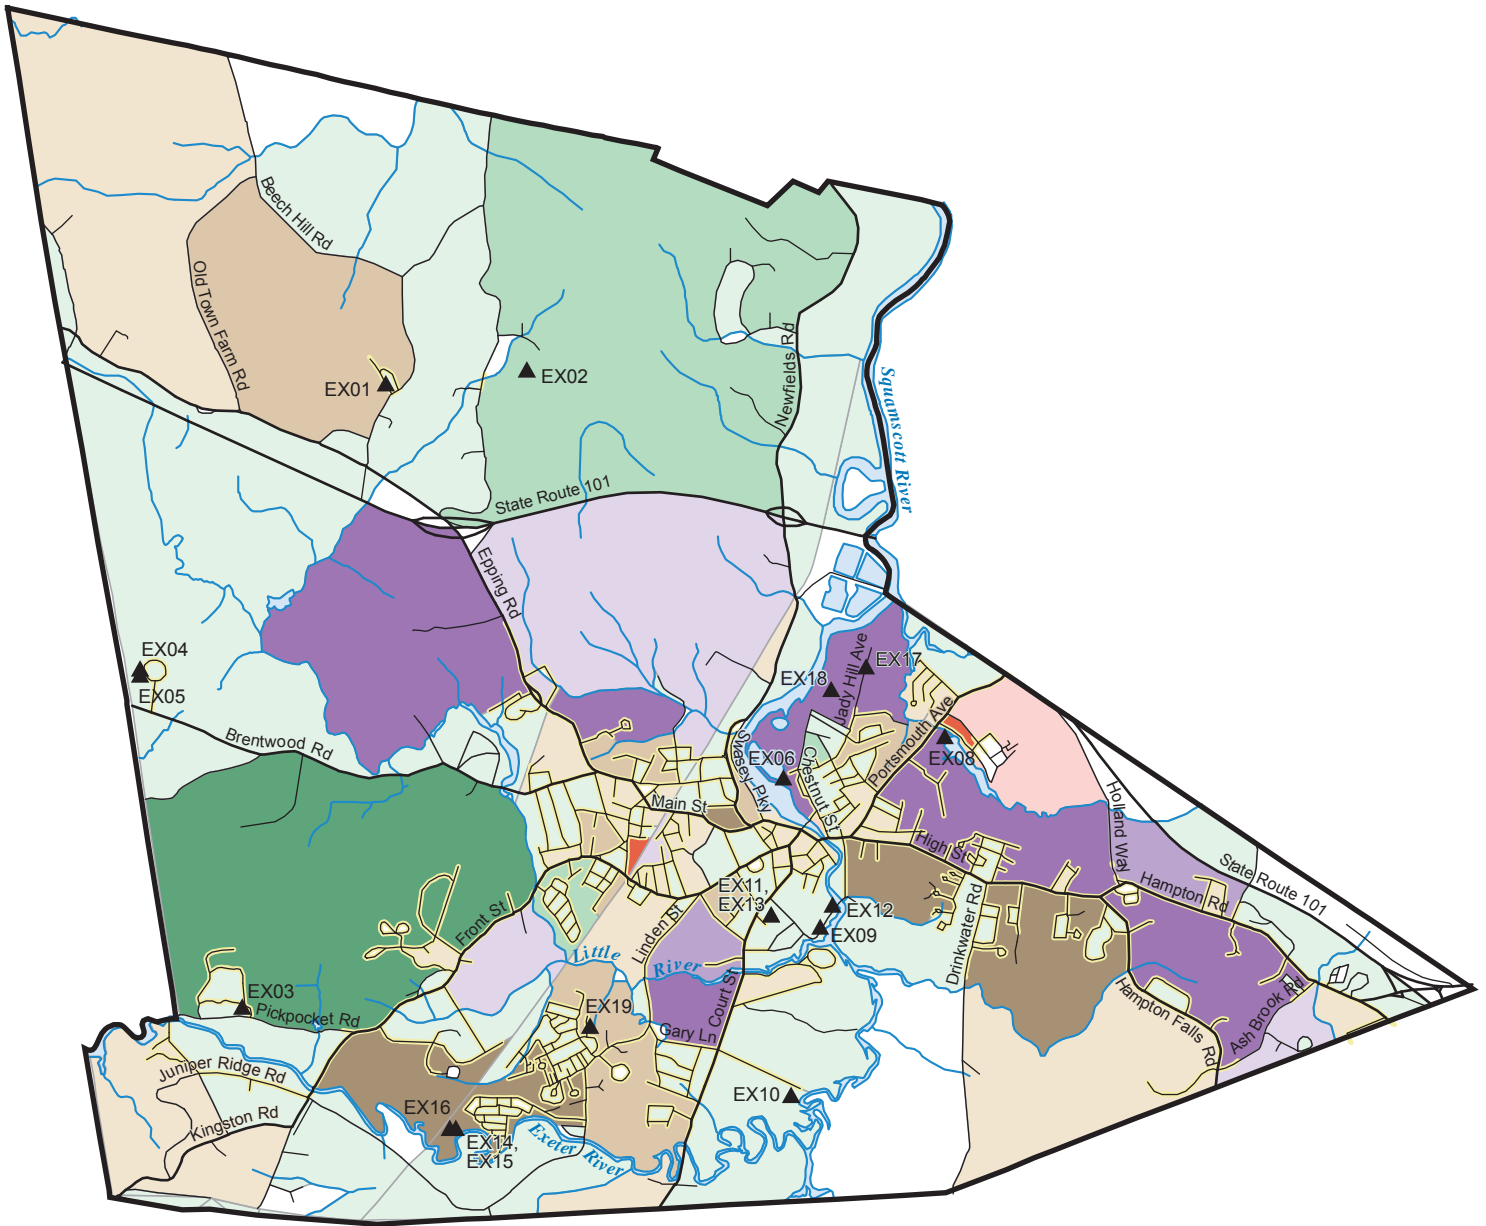 Beech Hill Rd
Old Town Farm Rd
EX01
EX02
Newfields Rd
Squamscott River
State Route 101
Epping Rd
EX04
EX05
EX17
EX18
Jady Hill Ave
Brentwood Rd
Portsmouth Ave
Swasey Pky
EX06
EX08
Chestnut St
Main St
Holland Way
High St
State Route 101
Hampton Rd
EX11,
EX13
EX12
EX09
Front St
Linden St
Drinkwater Rd
Little
River
EX03
Pickpocket Rd
EX19
Court St
Gary Ln
Hampton Falls Rd
Ash Brook Rd
Juniper Ridge Rd
Kingston Rd
EX10
EX16
EX14,
EX15
Exeter River